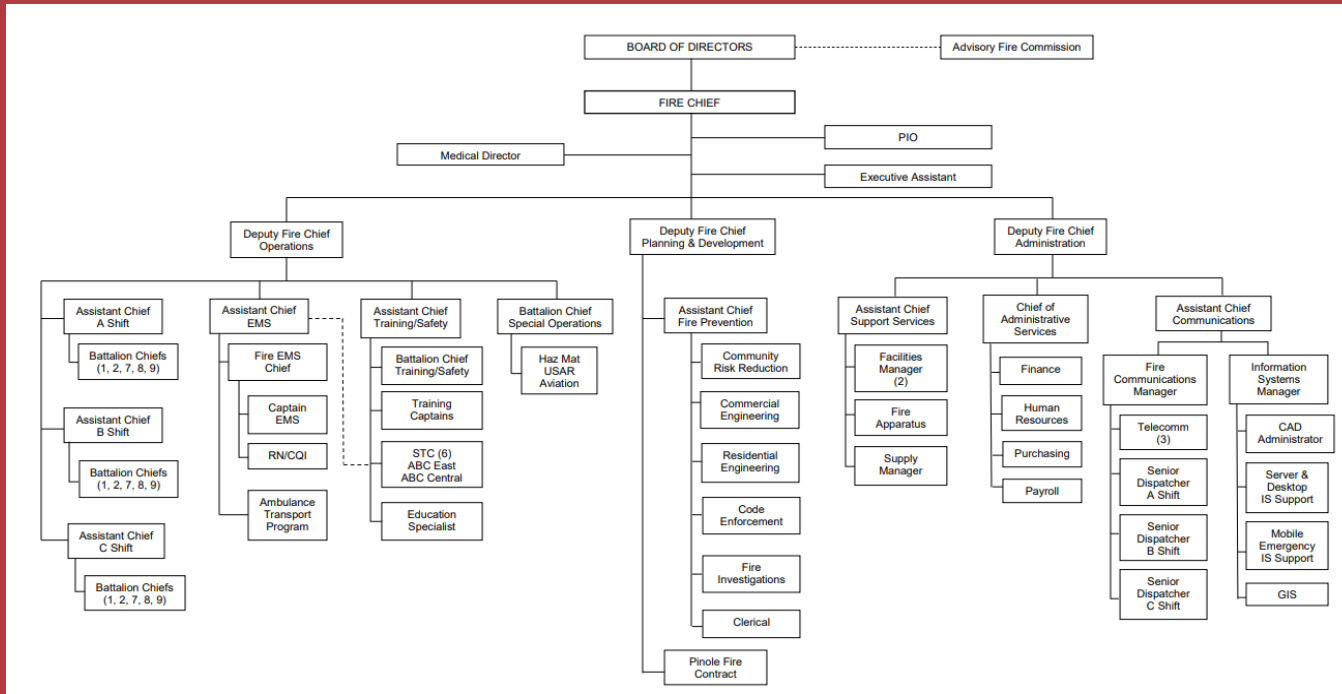 BOARD OF DIRECTORS
Advisory Fire Commission
FIRE CHIEF
PIO
Medical Director
Executive Assistant
Deputy Fire Chief
Operations
Deputy Fire Chief
Planning & Development
Deputy Fire Chief
Administration
Assistant Chief
A Shift
Battalion Chiefs
(1, 2, 7, 8, 9)
Assistant Chief
B Shift
Battalion Chiefs
(1, 2, 7, 8, 9)
Assistant Chief
C Shift
Battalion Chiefs
(1, 2, 7, 8, 9)
Assistant Chief
EMS
Fire EMS
Chief
Captain
EMS
RN/CQI
Ambulance
Transport
Program
Assistant Chief
Training/Safety
Battalion Chief
Training/Safety
Training
Captains
STC (6)
ABC East
ABC Central
Education
Specialist
Battalion Chief
Special Operations
Haz Mat
USAR
Aviation
Assistant Chief
Fire Prevention
Community
Risk Reduction
Commercial
Engineering
Residential
Engineering
Code
Enforcement
Fire
Investigations
Clerical
Pinole Fire
Contract
Assistant Chief
Support Services
Facilities
Manager
(2)
Fire
Apparatus
Supply
Manager
Chief of
Administrative
Services
Finance
Human
Resources
Purchasing
Payroll
Assistant Chief
Communications
Fire
Communications
Manager
Telecomm
(3)
Senior
Dispatcher
A Shift
Senior
Dispatcher
B Shift
Senior
Dispatcher
C Shift
Information
Systems
Manager
CAD
Administrator
Server &
Desktop
IS Support
Mobile
Emergency
IS Support
GIS